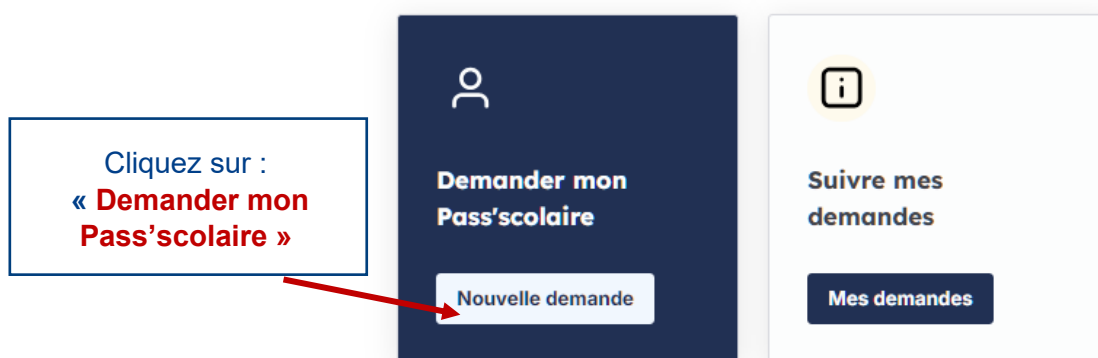 Cliquez sur :
« Demander mon
Pass’scolaire »
Demander mon
Pass'scolaire
Nouvelle demande
Suivre mes
demandes
Mes demandes